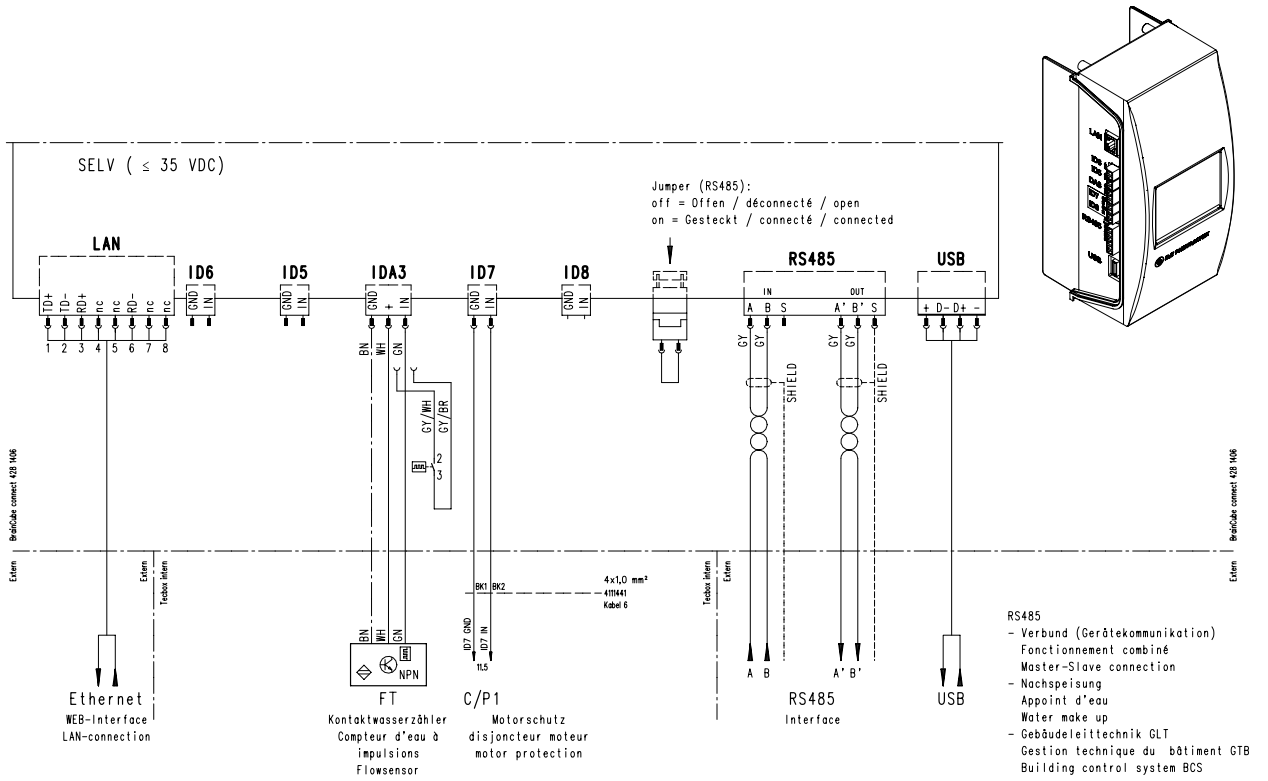 SELV ( ≤ 35 VDC)
Jumper (RS485):
off = Offen / déconnecté / open
on = Gesteckt / connecté / connected
LAN
ID6
ID5
IDA3
ID7
ID8
RS485
USB
TD+
TD-
RD+
nc
nc
RD-
nc
nc
GND
IN
GND
IN
GND
+
IN
GND
IN
GND
IN
IN
OUT
A B S A' B' S
+ D- D+ -
1 2 3 4 5 6 7 8
BN
WH
GN
GY
GY
SHIELD
GY
GY
SHIELD
GY/WH
GY/BR
2
3
BrainCube connect 428 1406
BrainCube connect 428 1406
Extern
Extern
Tecbox intern
Tecbox intern
Extern
Extern
BK1 BK2
4x1,0 mm²
4111441
Kabel 6
BN
WH
GN
ID7 GND
ID7 IN
11,5
NPN
A B
A' B'
Ethernet
WEB-Interface
LAN-connection
FT
Kontaktwasserzähler
Compteur d'eau à
impulsions
Flowsensor
C/P1
Motorschutz
disjoncteur moteur
motor protection
RS485
Interface
USB
RS485
- Verbund (Gerätekommunikation)
Fonctionnement combiné
Master-Slave connection
- Nachspeisung
Appoint d'eau
Water make up
- Gebäudeleittechnik GLT
Gestion technique du bâtiment GTB
Building control system BCS
LAN
ID7
ID8
RS485
USB